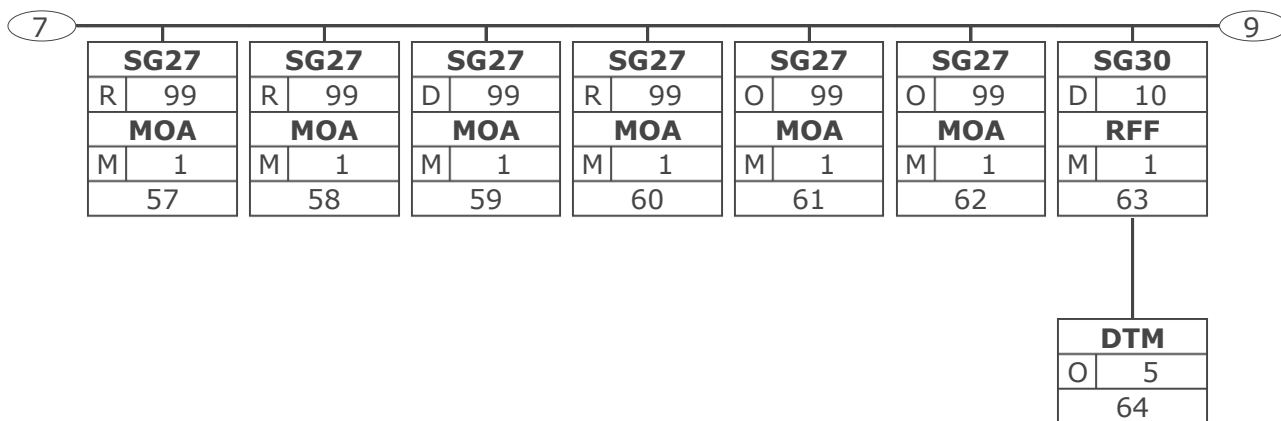 7 9
SG27 SG27 SG27 SG27 SG27 SG27 SG30
R 99 R 99 D 99 R 99 O 99 O 99 D 10
MOA MOA MOA MOA MOA MOA RFF
M 1 M 1 M 1 M 1 M 1 M 1 M 1
57 58 59 60 61 62 63
DTM
O 5
64